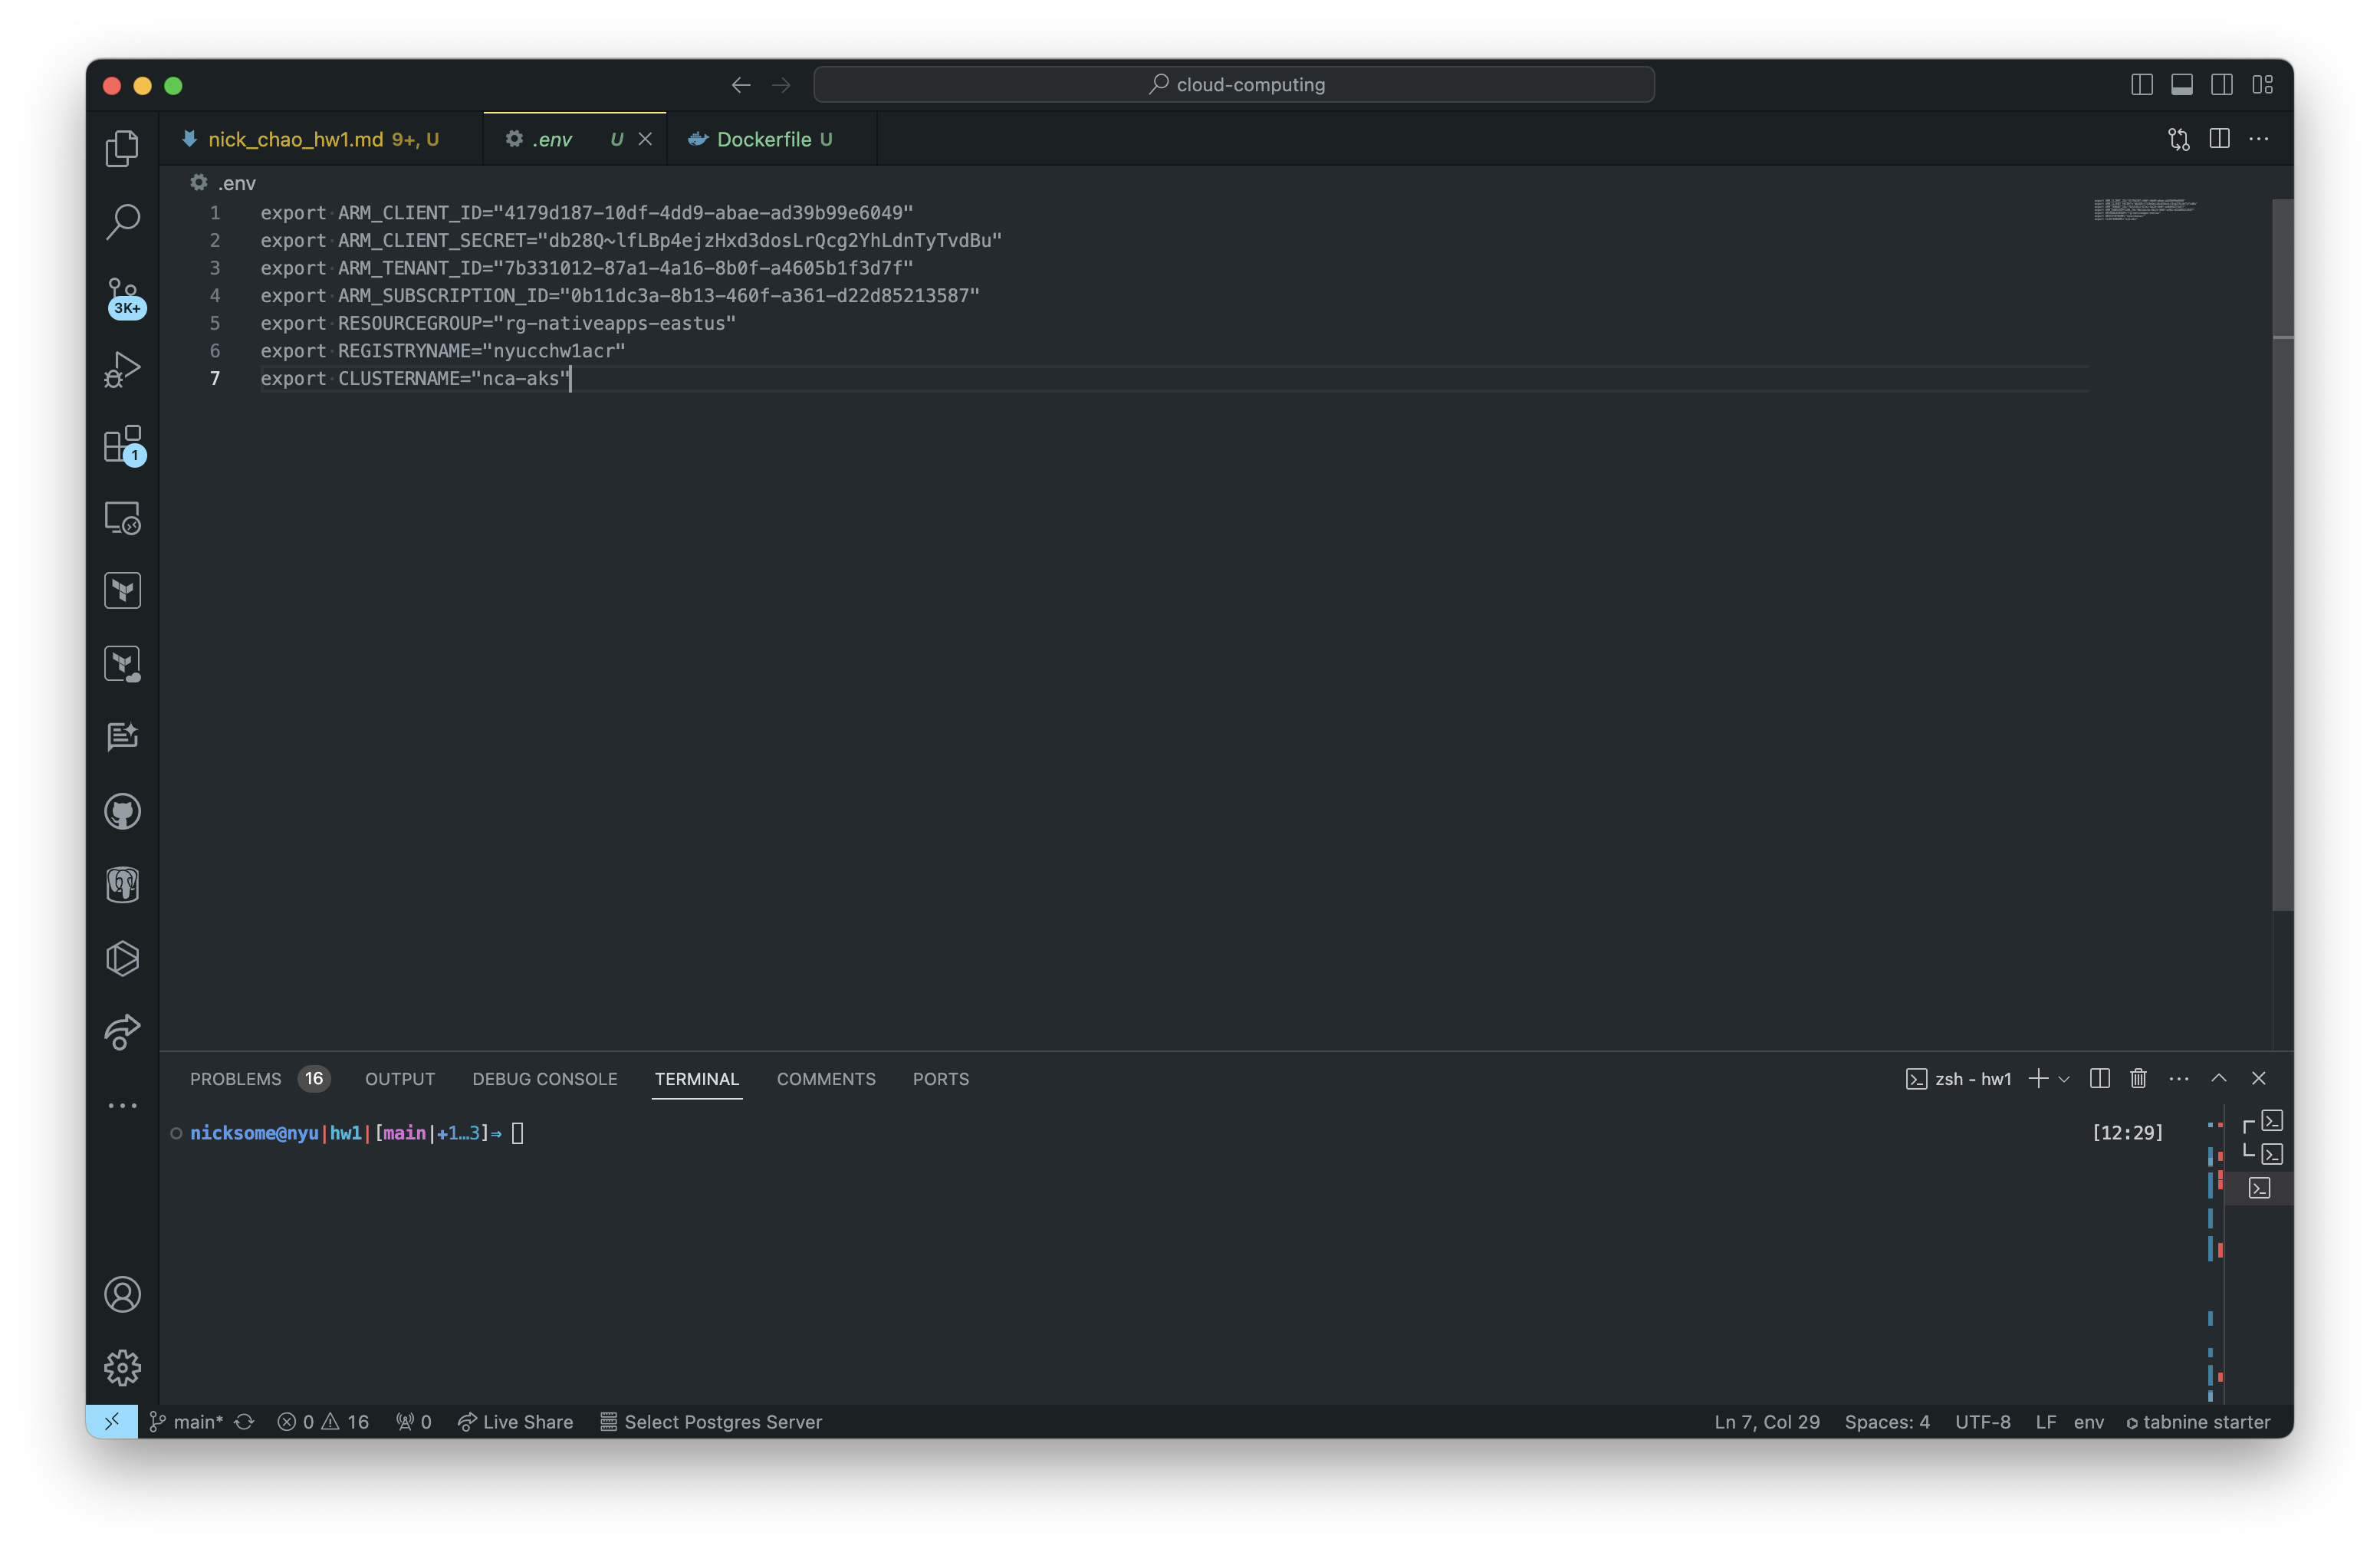 cloud-computing
nick_chao_hw1.md 9+, U
.env U
Dockerfile U
.env
1 export ARM_CLIENT_ID="4179d187-10df-4dd9-abae-ad39b99e6049"
2 export ARM_CLIENT_SECRET="db28Q~lfLBp4ejzHxd3dosLrQcg2YhLdnTyTvdBu"
3 export ARM_TENANT_ID="7b331012-87a1-4a16-8b0f-a4605b1f3d7f"
4 export ARM_SUBSCRIPTION_ID="0b11dc3a-8b13-460f-a361-d22d85213587"
5 export RESOURCEGROUP="rg-nativeapps-eastus"
6 export REGISTRYNAME="nyucchw1acr"
7 export CLUSTERNAME="nca-aks"
3K+
1
PROBLEMS 16 OUTPUT DEBUG CONSOLE TERMINAL COMMENTS PORTS
zsh - hw1
nicksome@nyu|hw1|[main|+1…3]⇒
[12:29]
main* 0 16 0 Live Share Select Postgres Server
Ln 7, Col 29 Spaces: 4 UTF-8 LF env tabnine starter